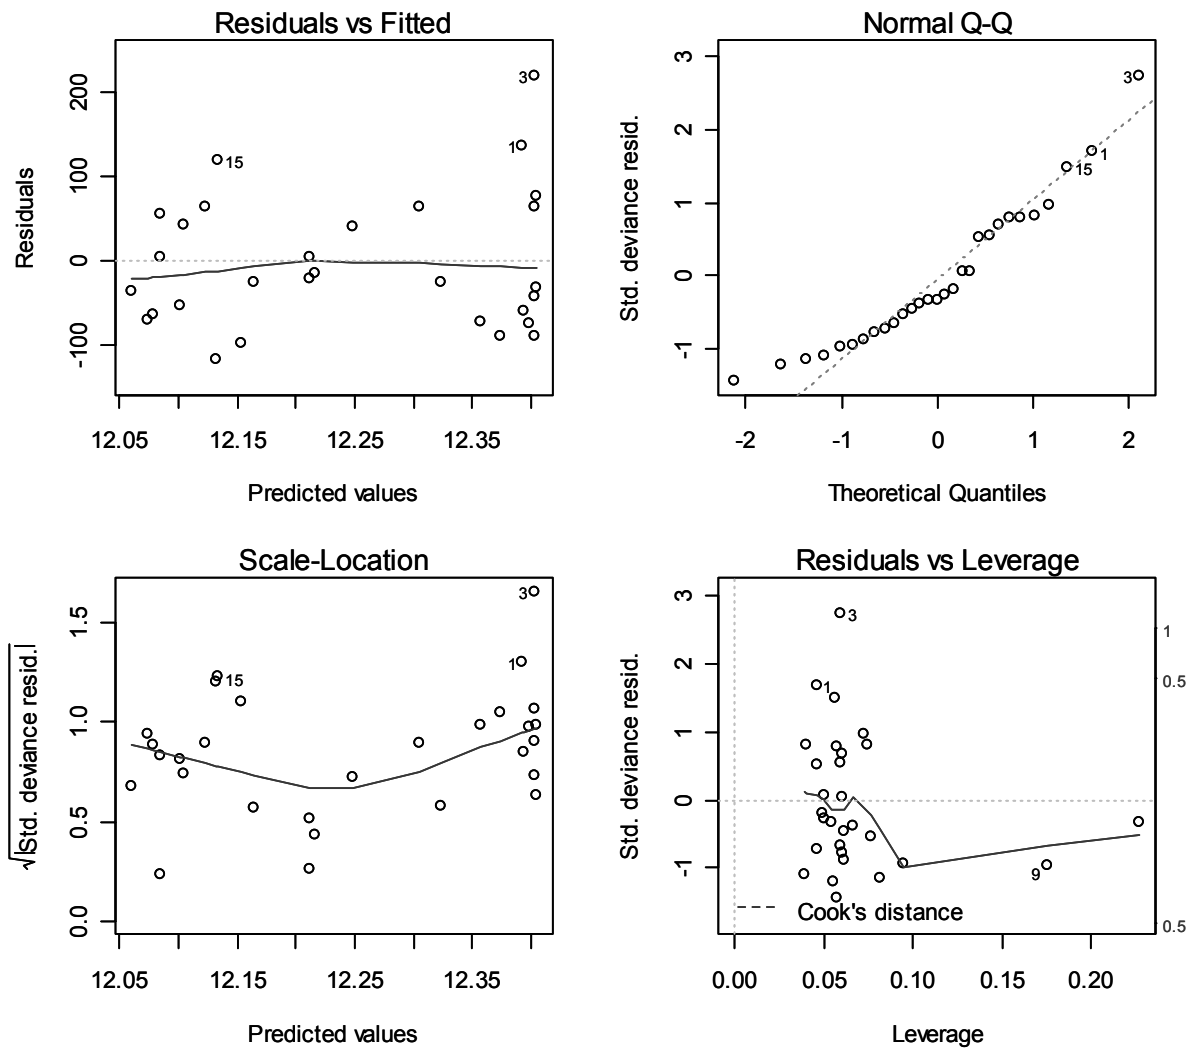 Residuals vs Fitted
Residuals
200
100
0
-100
3
1
15
12.05 12.15 12.25 12.35
Predicted values
Normal Q-Q
Std. deviance resid.
3
2
1
0
-1
3
1
15
-2 -1 0 1 2
Theoretical Quantiles
Scale-Location
√|Std. deviance resid.|
1.5
1.0
0.5
0.0
3
1
15
12.05 12.15 12.25 12.35
Predicted values
Residuals vs Leverage
Std. deviance resid.
3
2
1
0
-1
3
1
9
1
0.5
0.5
Cook's distance
0.00 0.05 0.10 0.15 0.20
Leverage